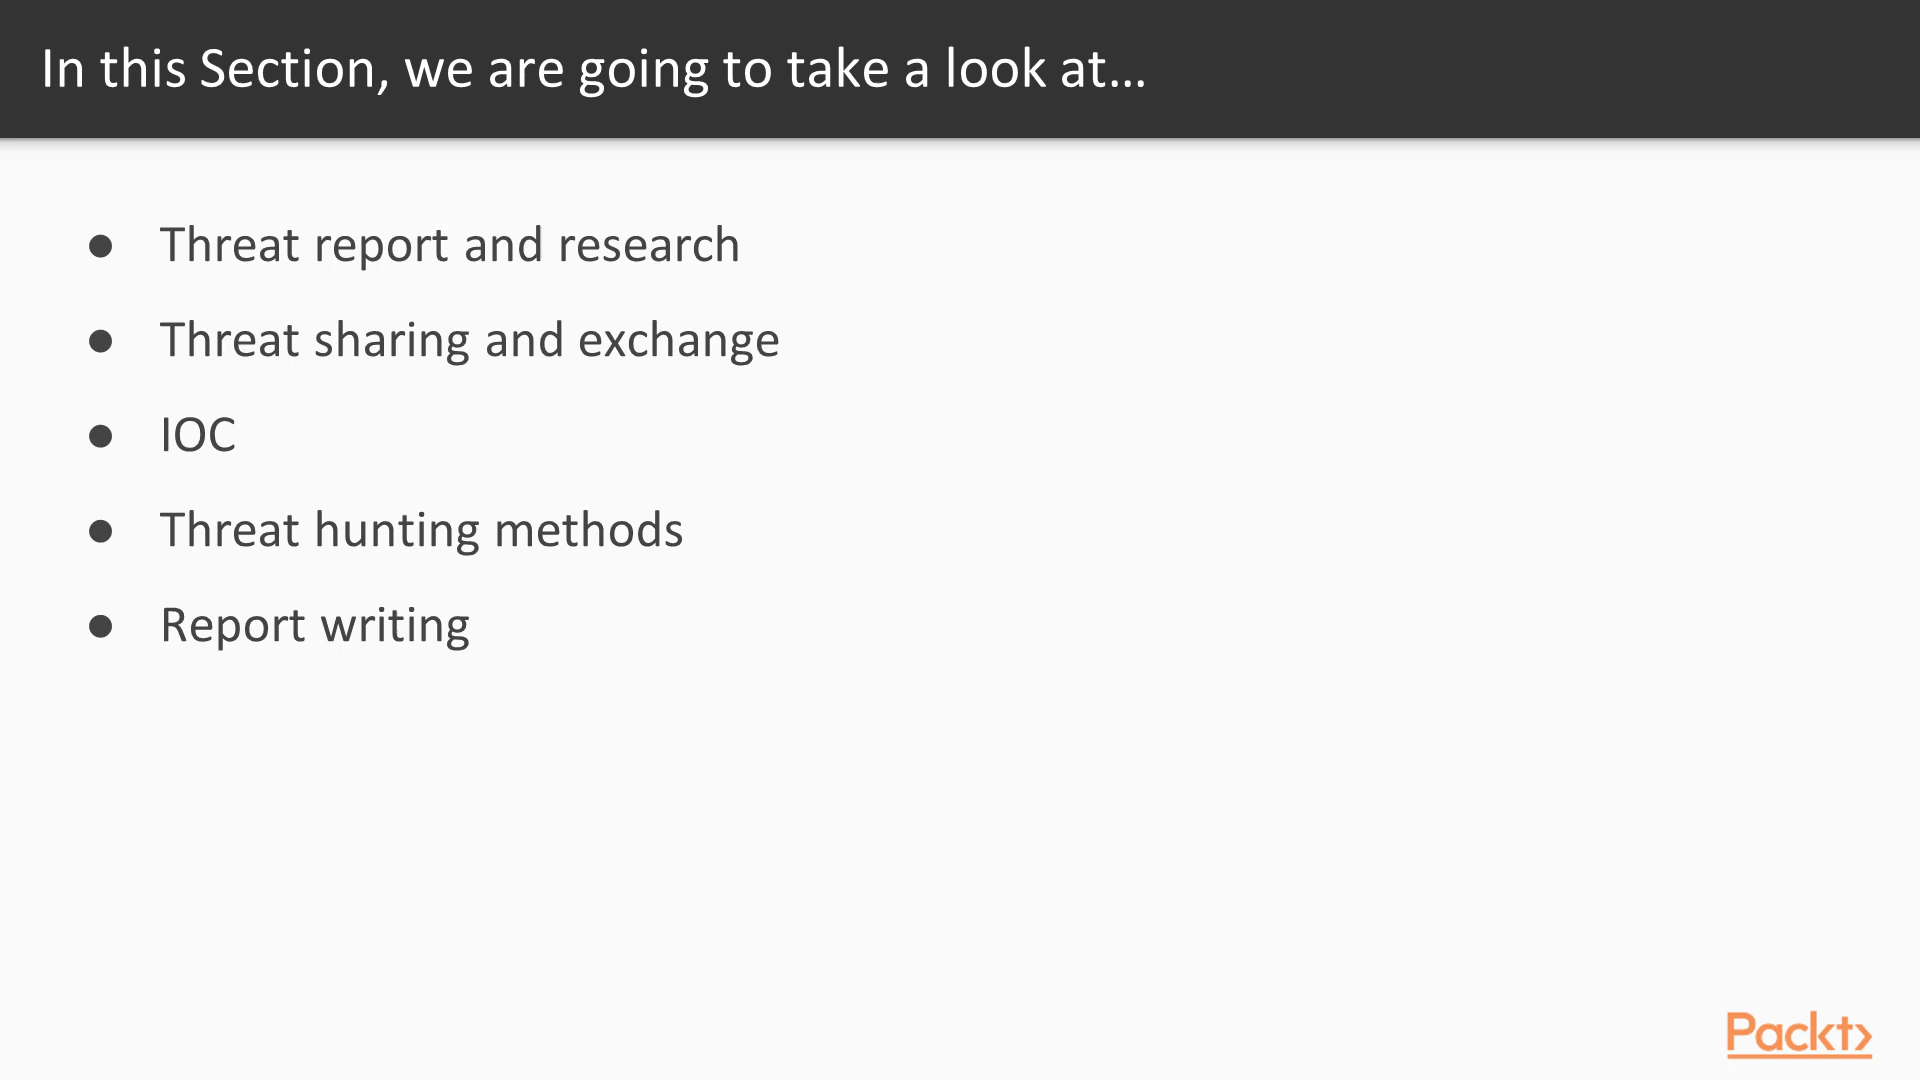 In this Section, we are going to take a look at...
● Threat report and research
● Threat sharing and exchange
● IOC
● Threat hunting methods
● Report writing
Packt>